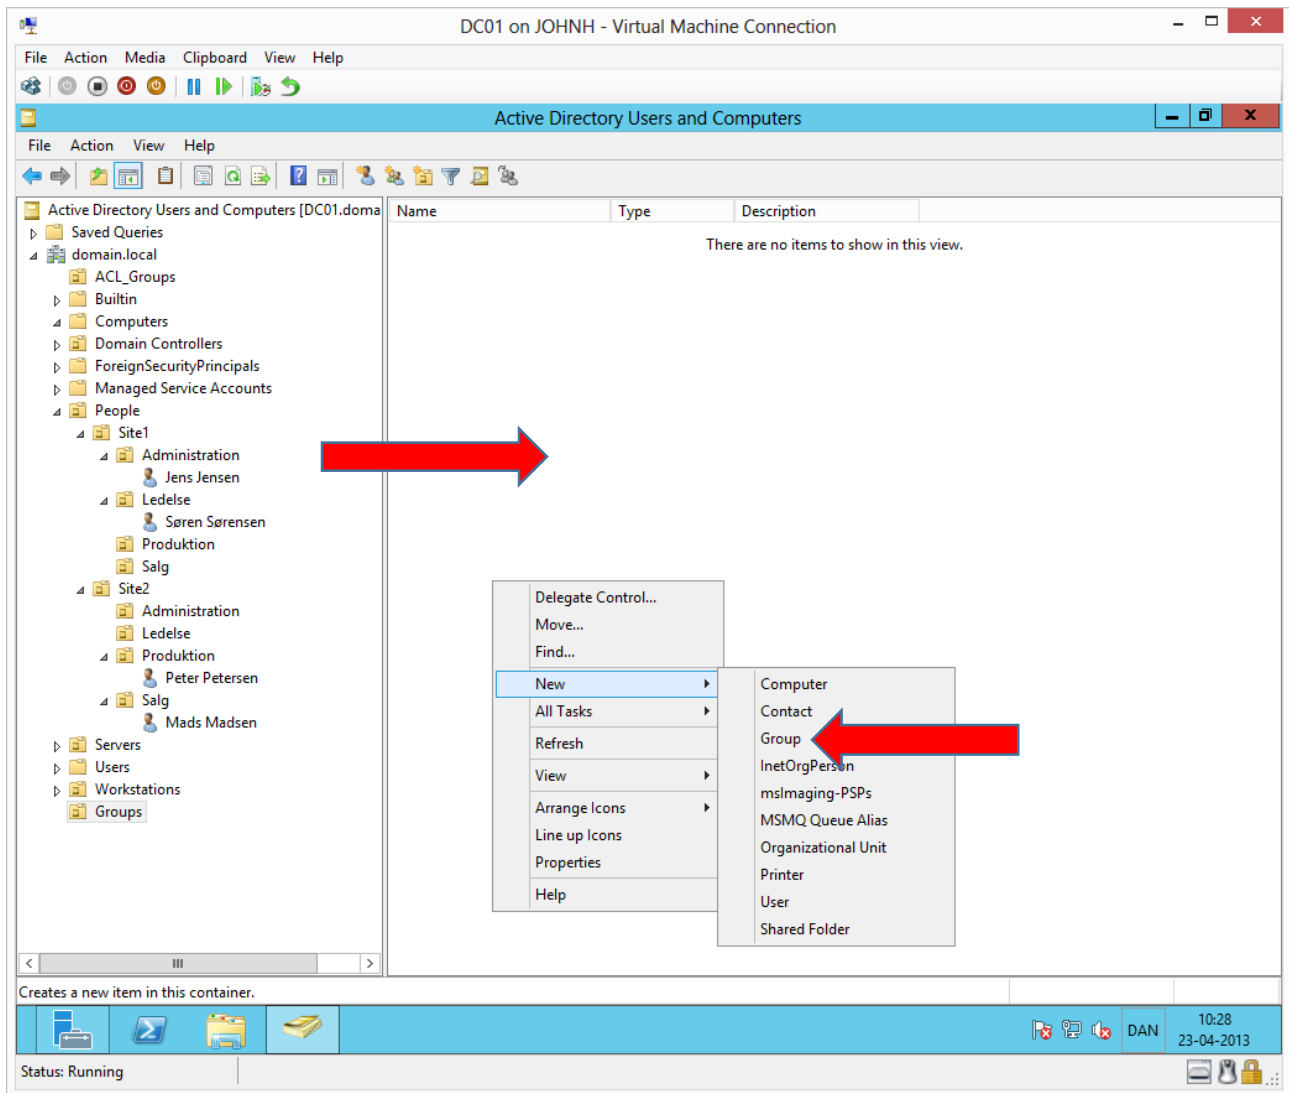 DC01 on JOHNH - Virtual Machine Connection
File Action Media Clipboard View Help
Active Directory Users and Computers
File Action View Help
Active Directory Users and Computers [DC01.doma
Saved Queries
domain.local
ACL_Groups
Builtin
Computers
Domain Controllers
ForeignSecurityPrincipals
Managed Service Accounts
People
Site1
Administration
Jens Jensen
Ledelse
Søren Sørensen
Produktion
Salg
Site2
Administration
Ledelse
Produktion
Peter Petersen
Salg
Mads Madsen
Servers
Users
Workstations
Groups
Name Type Description
There are no items to show in this view.
Delegate Control...
Move...
Find...
New
All Tasks
Refresh
View
Arrange Icons
Line up Icons
Properties
Help
Computer
Contact
Group
InetOrgPerson
msImaging-PSPs
MSMQ Queue Alias
Organizational Unit
Printer
User
Shared Folder
Creates a new item in this container.
DAN
10:28
23-04-2013
Status: Running